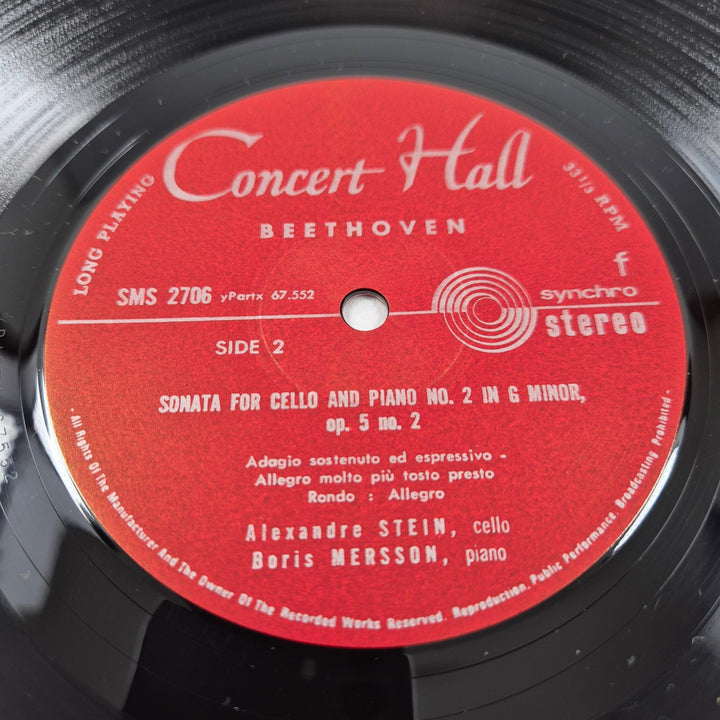 Concert Hall
LONG PLAYING
33 1/3 RPM
BEETHOVEN
f
SMS 2706 yPartx 67.552
synchro
stereo
SIDE 2
SONATA FOR CELLO AND PIANO NO. 2 IN G MINOR,
op. 5 no. 2
Adagio sostenuto ed espressivo -
Allegro molto più tosto presto
Rondo : Allegro
Alexandre STEIN, cello
Boris MERSSON, piano
- All Rights Of The Manufacturer And The Owner Of The Recorded Works Reserved. Reproduction, Public Performance, Broadcasting Prohibited -